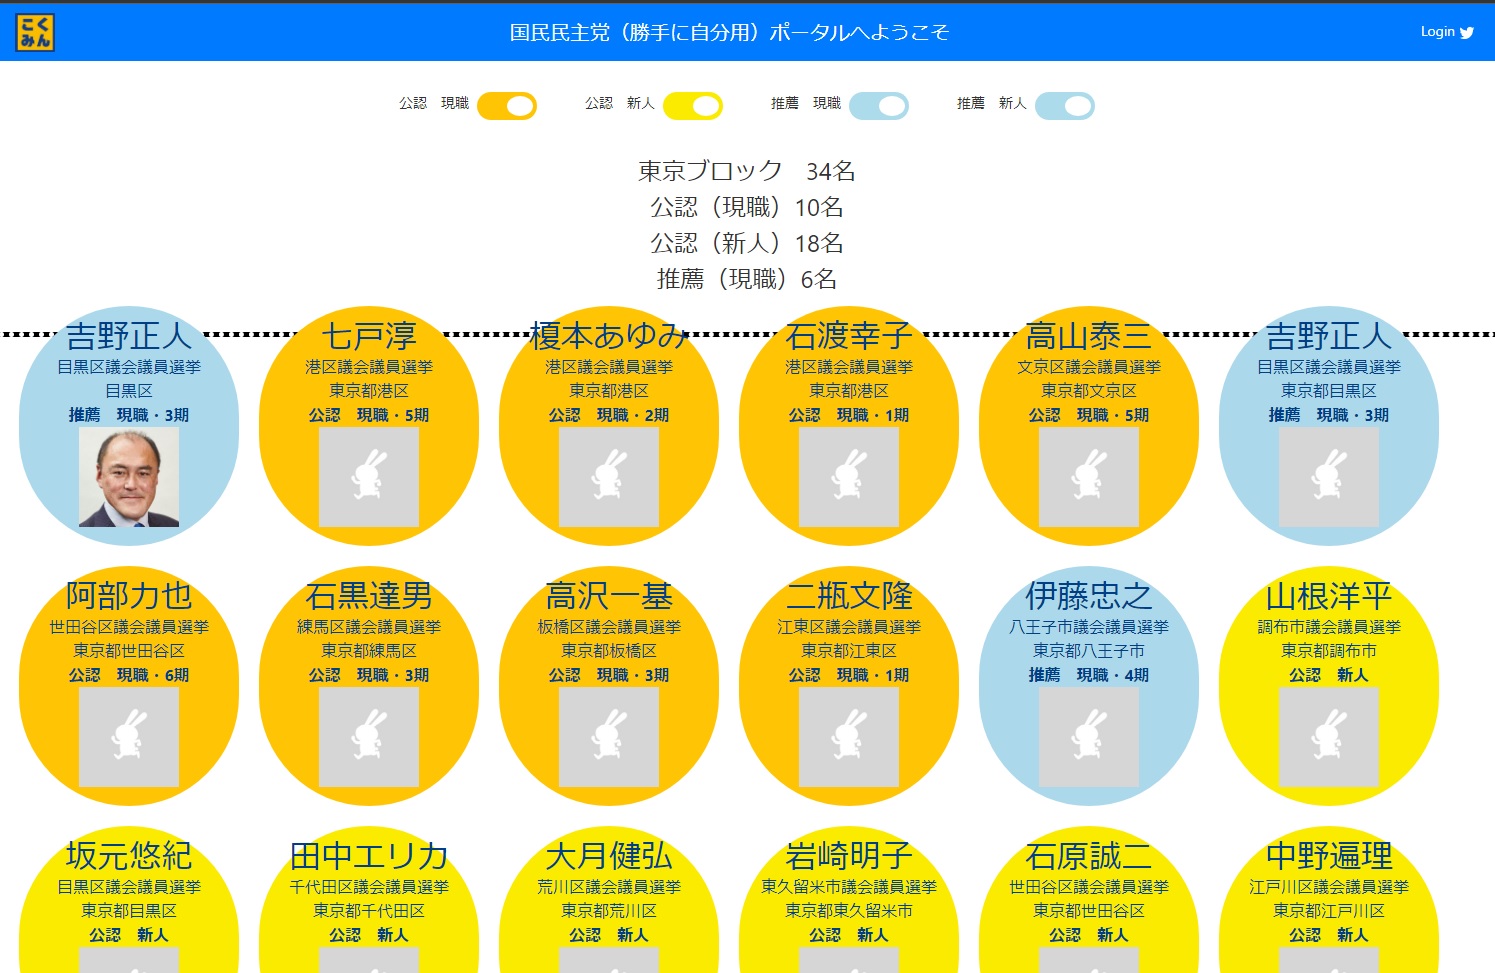 こく
みん
国民民主党（勝手に自分用）ポータルへようこそ
Login
公認　現職
公認　新人
推薦　現職
推薦　新人
東京ブロック　34名
公認（現職）10名
公認（新人）18名
推薦（現職）6名
吉野正人
目黒区議会議員選挙
目黒区
推薦　現職・3期
七戸淳
港区議会議員選挙
東京都港区
公認　現職・5期
榎本あゆみ
港区議会議員選挙
東京都港区
公認　現職・2期
石渡幸子
港区議会議員選挙
東京都港区
公認　現職・1期
高山泰三
文京区議会議員選挙
東京都文京区
公認　現職・5期
吉野正人
目黒区議会議員選挙
東京都目黒区
推薦　現職・3期
阿部力也
世田谷区議会議員選挙
東京都世田谷区
公認　現職・6期
石黒達男
練馬区議会議員選挙
東京都練馬区
公認　現職・3期
高沢一基
板橋区議会議員選挙
東京都板橋区
公認　現職・3期
二瓶文隆
江東区議会議員選挙
東京都江東区
公認　現職・1期
伊藤忠之
八王子市議会議員選挙
東京都八王子市
推薦　現職・4期
山根洋平
調布市議会議員選挙
東京都調布市
公認　新人
坂元悠紀
目黒区議会議員選挙
東京都目黒区
公認　新人
田中エリカ
千代田区議会議員選挙
東京都千代田区
公認　新人
大月健弘
荒川区議会議員選挙
東京都荒川区
公認　新人
岩崎明子
東久留米市議会議員選挙
東京都東久留米市
公認　新人
石原誠二
世田谷区議会議員選挙
東京都世田谷区
公認　新人
中野遍理
江戸川区議会議員選挙
東京都江戸川区
公認　新人